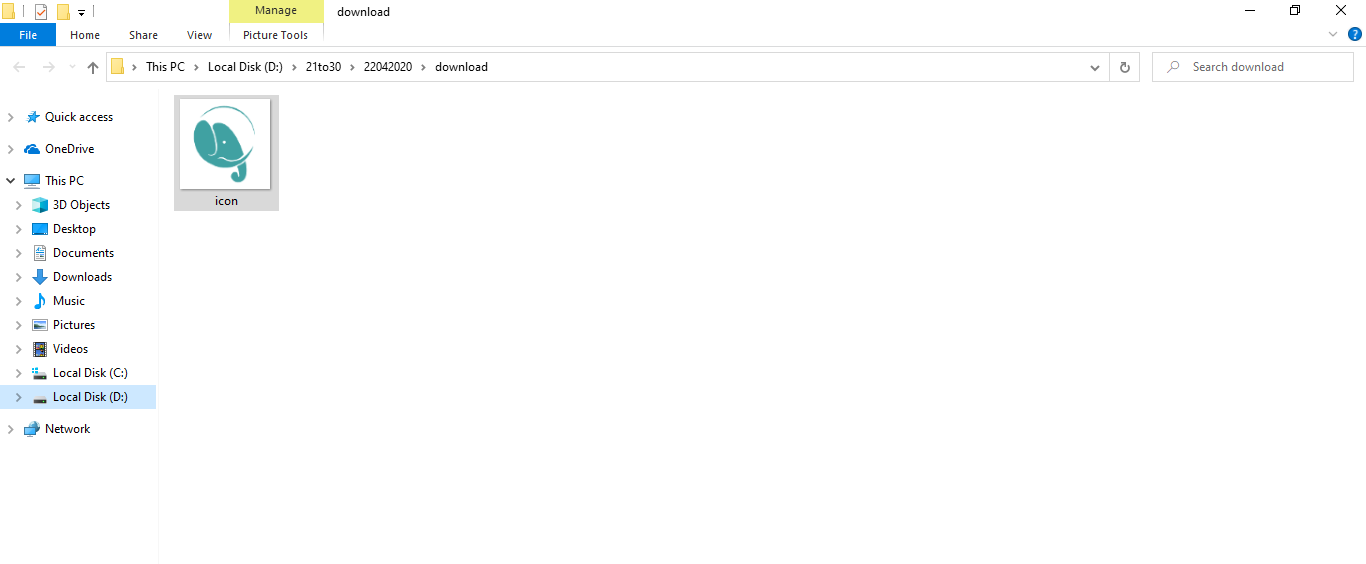 Manage
download
File
Home
Share
View
Picture Tools
?
This PC
Local Disk (D:)
21to30
22042020
download
Search download
Quick access
OneDrive
This PC
3D Objects
Desktop
Documents
Downloads
Music
Pictures
Videos
Local Disk (C:)
Local Disk (D:)
Network
icon